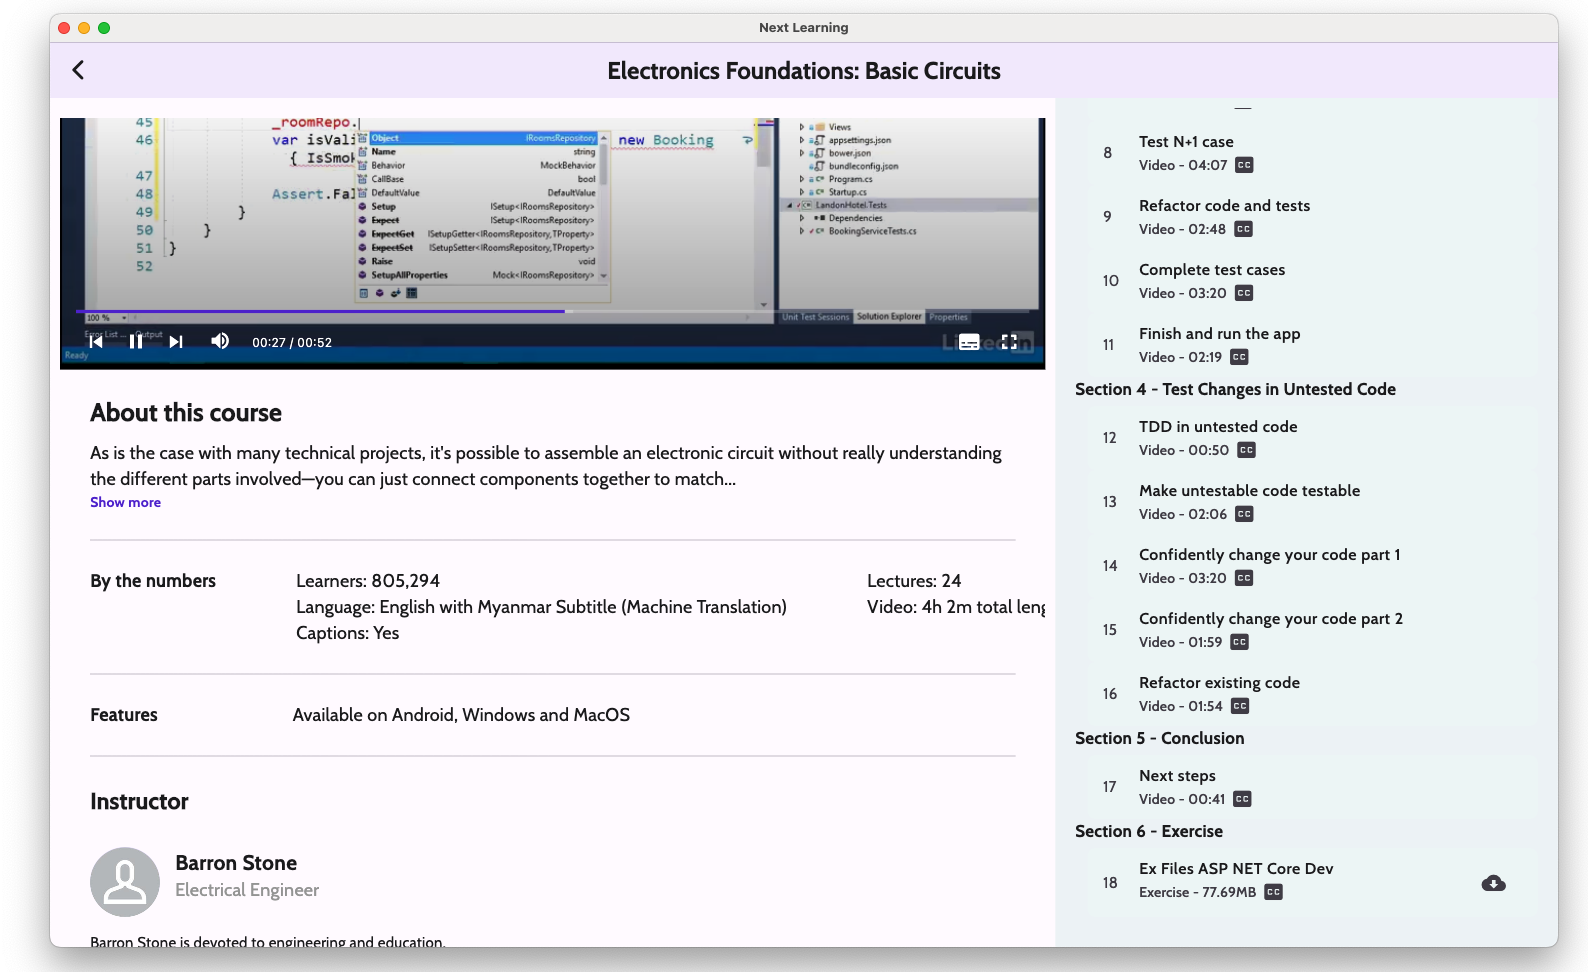 Next Learning
Electronics Foundations: Basic Circuits
45 _roomRepo.
46 var isVali new Booking
{ IsSmok
47
48 Assert.Fal
49 }
50 }
51 }
52
Object IRoomsRepository
Name string
Behavior MockBehavior
CallBase bool
DefaultValue DefaultValue
Setup ISetup<IRoomsRepository>
Expect ISetup<IRoomsRepository>
ExpectGet ISetupGetter<IRoomsRepository,TProperty>
ExpectSet ISetupSetter<IRoomsRepository,TProperty>
Raise void
SetupAllProperties Mock<IRoomsRepository>
Views
appsettings.json
bower.json
bundleconfig.json
Program.cs
Startup.cs
LandonHotel.Tests
Dependencies
BookingServiceTests.cs
100 %
Unit Test Sessions Solution Explorer Properties
Error List ... Output
00:27 / 00:52
Ready
About this course
As is the case with many technical projects, it's possible to assemble an electronic circuit without really understanding
the different parts involved—you can just connect components together to match...
Show more
By the numbers
Learners: 805,294
Language: English with Myanmar Subtitle (Machine Translation)
Captions: Yes
Lectures: 24
Video: 4h 2m total leng
Features
Available on Android, Windows and MacOS
Instructor
Barron Stone
Electrical Engineer
Barron Stone is devoted to engineering and education.
8 Test N+1 case
Video - 04:07 CC
9 Refactor code and tests
Video - 02:48 CC
10 Complete test cases
Video - 03:20 CC
11 Finish and run the app
Video - 02:19 CC
Section 4 - Test Changes in Untested Code
12 TDD in untested code
Video - 00:50 CC
13 Make untestable code testable
Video - 02:06 CC
14 Confidently change your code part 1
Video - 03:20 CC
15 Confidently change your code part 2
Video - 01:59 CC
16 Refactor existing code
Video - 01:54 CC
Section 5 - Conclusion
17 Next steps
Video - 00:41 CC
Section 6 - Exercise
18 Ex Files ASP NET Core Dev
Exercise - 77.69MB CC